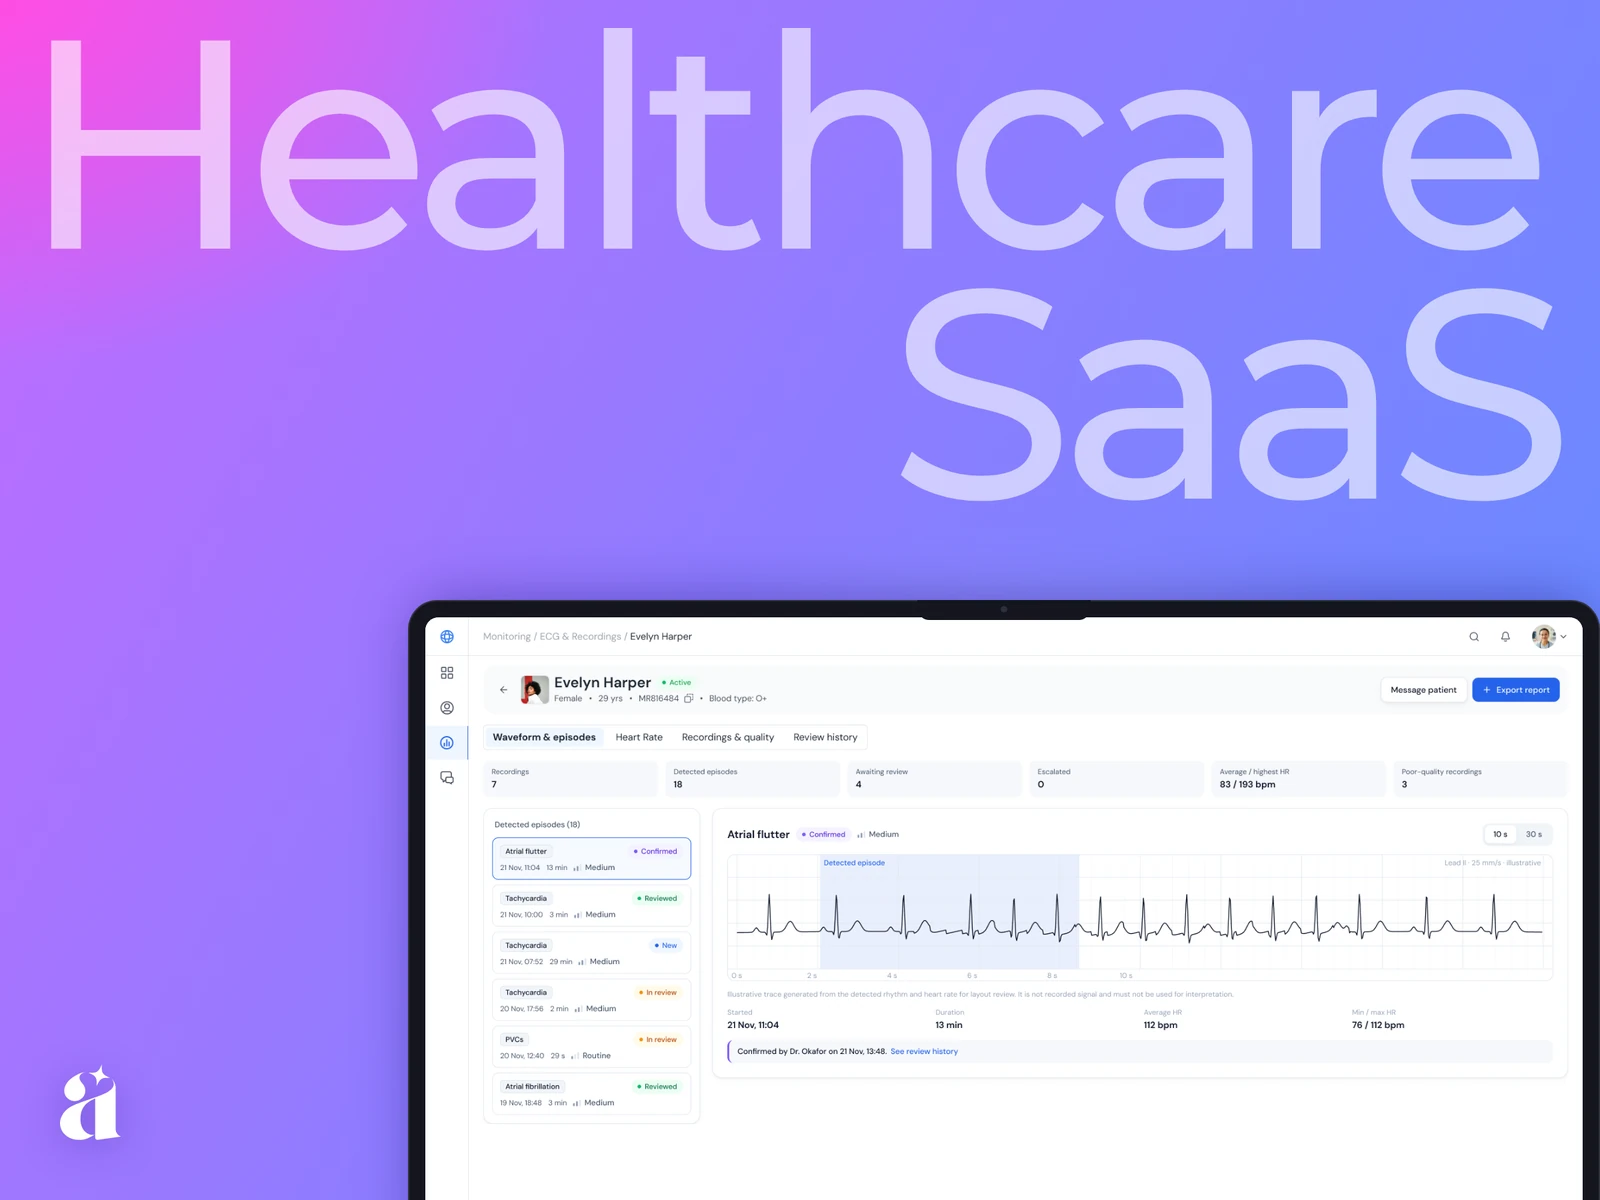 Healthcare
SaaS
Monitoring / ECG & Recordings / Evelyn Harper
Evelyn Harper
Active
Female • 29 yrs • MR816484 • Blood type: O+
Message patient
+ Export report
Waveform & episodes
Heart Rate
Recordings & quality
Review history
Recordings
7
Detected episodes
18
Awaiting review
4
Escalated
0
Average / highest HR
83 / 193 bpm
Poor-quality recordings
3
Detected episodes (18)
Atrial flutter
Confirmed
21 Nov, 11:04 13 min Medium
Tachycardia
Reviewed
21 Nov, 10:00 3 min Medium
Tachycardia
New
21 Nov, 07:52 29 min Medium
Tachycardia
In review
20 Nov, 17:56 2 min Medium
PVCs
In review
20 Nov, 12:40 29 s Routine
Atrial fibrillation
Reviewed
19 Nov, 18:48 3 min Medium
Atrial flutter
Confirmed
Medium
10 s
30 s
Detected episode
Lead II · 25 mm/s · illustrative
0 s 2 s 4 s 6 s 8 s 10 s
Illustrative trace generated from the detected rhythm and heart rate for layout review. It is not recorded signal and must not be used for interpretation.
Started
21 Nov, 11:04
Duration
13 min
Average HR
112 bpm
Min / max HR
76 / 112 bpm
Confirmed by Dr. Okafor on 21 Nov, 13:48. See review history
a